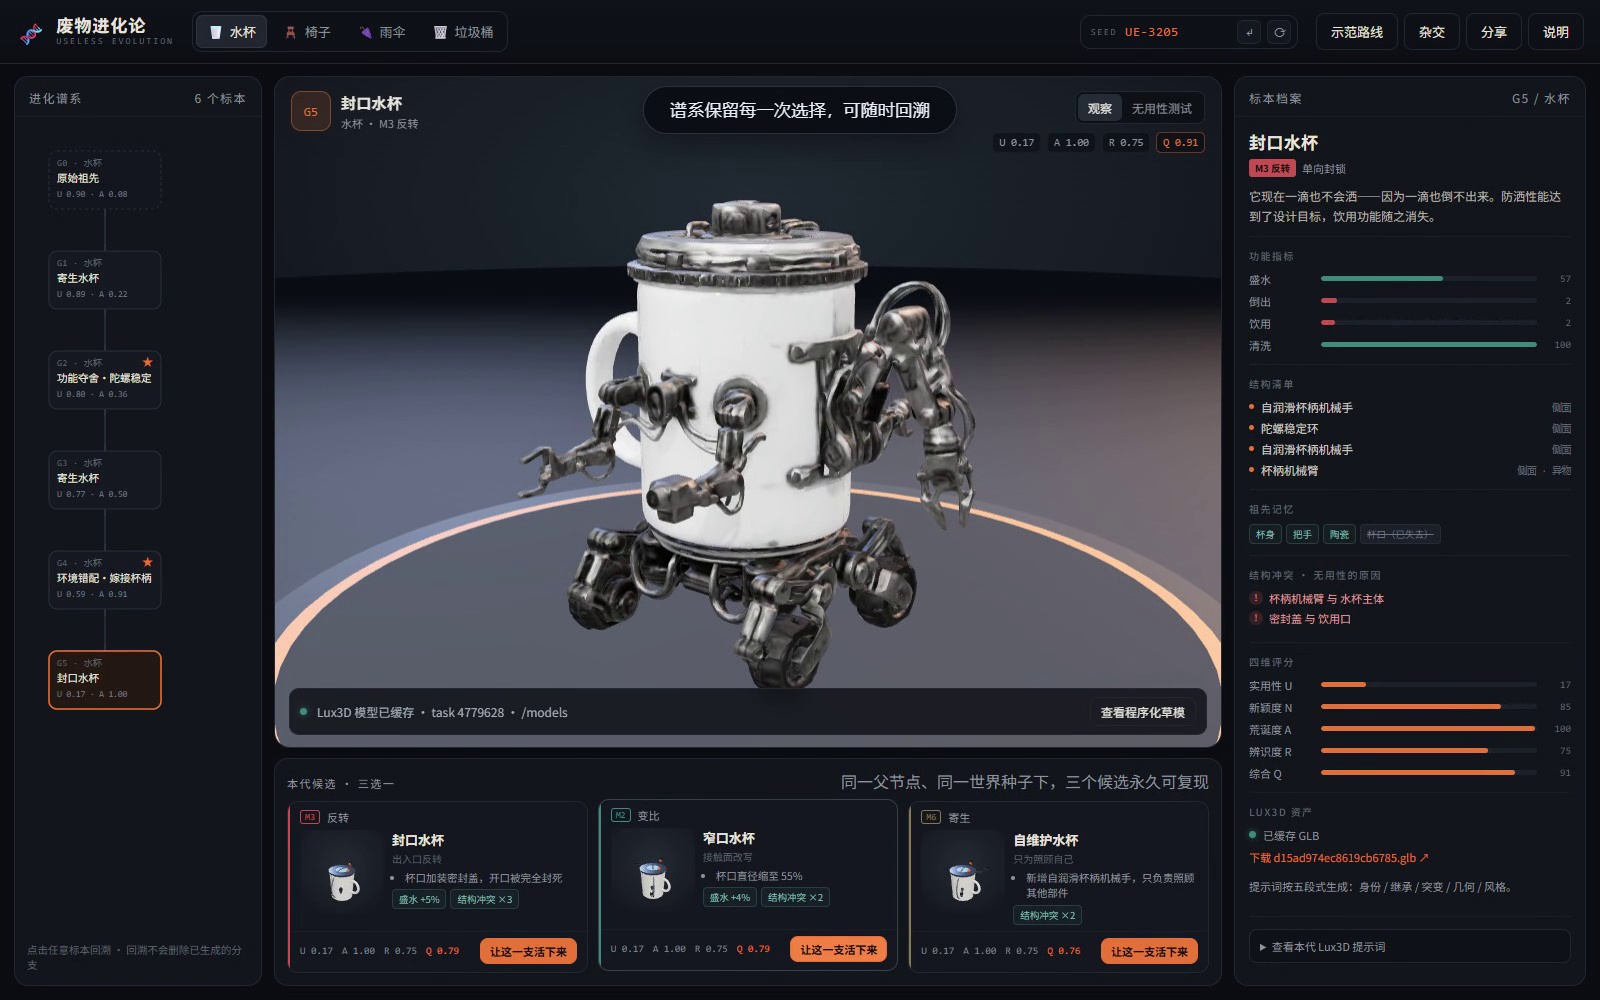 废物进化论
USELESS EVOLUTION
水杯
椅子
雨伞
垃圾桶
SEED UE-3205
示范路线
杂交
分享
说明
进化谱系
6 个标本
G0 · 水杯
原始祖先
U 0.90 · A 0.08
G1 · 水杯
寄生水杯
U 0.89 · A 0.22
G2 · 水杯
功能夺舍·陀螺稳定
U 0.80 · A 0.36
G3 · 水杯
寄生水杯
U 0.77 · A 0.50
G4 · 水杯
环境错配·嫁接杯柄
U 0.59 · A 0.91
G5 · 水杯
封口水杯
U 0.17 · A 1.00
点击任意标本回溯 · 回溯不会删除已生成的分
支
G5
封口水杯
水杯 · M3 反转
谱系保留每一次选择，可随时回溯
观察
无用性测试
U 0.17
A 1.00
R 0.75
Q 0.91
Lux3D 模型已缓存 · task 4779628 · /models
查看程序化草模
本代候选 · 三选一
同一父节点、同一世界种子下，三个候选永久可复现
M3 反转
封口水杯
出入口反转
• 杯口加装密封盖，开口被完全封死
盛水 +5%
结构冲突 ×3
U 0.17 A 1.00 R 0.75 Q 0.79
让这一支活下来
M2 变比
窄口水杯
接触面改写
• 杯口直径缩至 55%
盛水 +4%
结构冲突 ×2
U 0.17 A 1.00 R 0.75 Q 0.79
让这一支活下来
M6 寄生
自维护水杯
只为照顾自己
• 新增自润滑杯柄机械手，只负责照顾
其他部件
结构冲突 ×2
U 0.17 A 1.00 R 0.75 Q 0.76
让这一支活下来
标本档案
G5 / 水杯
封口水杯
M3 反转
单向封锁
它现在一滴也不会洒——因为一滴也倒不出来。防洒性能达
到了设计目标，饮用功能随之消失。
功能指标
盛水 57
倒出 2
饮用 2
清洗 100
结构清单
自润滑杯柄机械手 侧面
陀螺稳定环 侧面
自润滑杯柄机械手 侧面
杯柄机械臂 侧面 · 异物
祖先记忆
杯身
把手
陶瓷
杯口（已失去）
结构冲突 · 无用性的原因
! 杯柄机械臂 与 水杯主体
! 密封盖 与 饮用口
四维评分
实用性 U 17
新颖度 N 85
荒诞度 A 100
辨识度 R 75
综合 Q 91
LUX3D 资产
已缓存 GLB
下载 d15ad974ec8619cb6785.glb ↗
提示词按五段式生成：身份 / 继承 / 突变 / 几何 / 风格。
▶ 查看本代 Lux3D 提示词